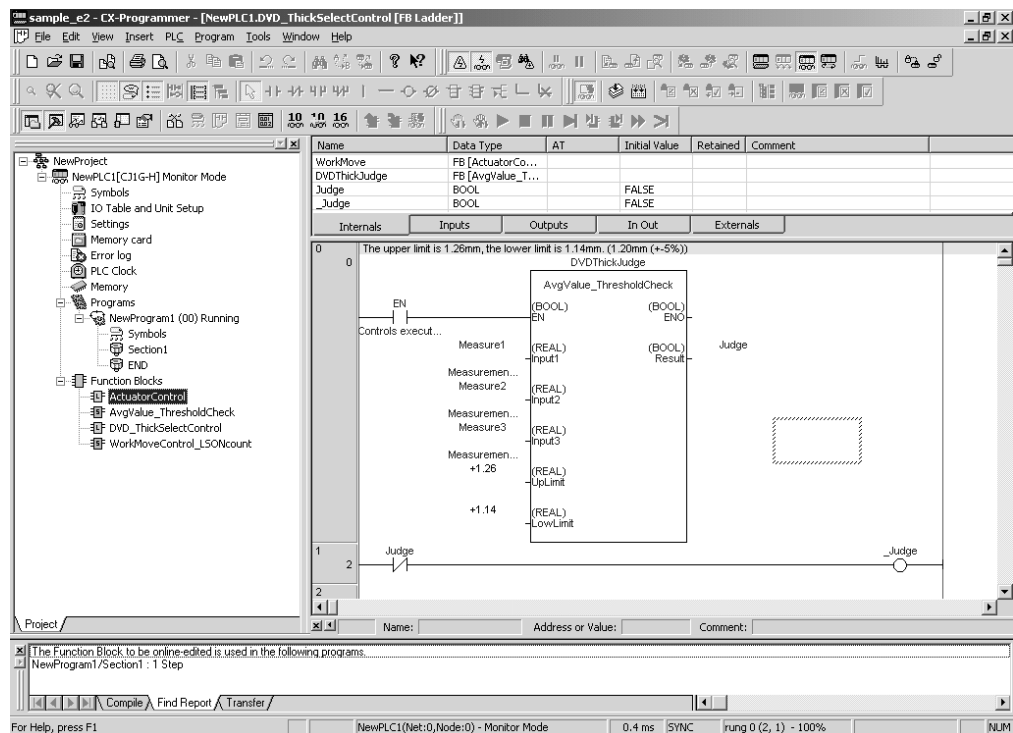 sample_e2 - CX-Programmer - [NewPLC1.DVD_ThickSelectControl [FB Ladder]]
File Edit View Insert PLC Program Tools Window Help
10 10 16
NewProject
NewPLC1[CJ1G-H] Monitor Mode
Symbols
IO Table and Unit Setup
Settings
Memory card
Error log
PLC Clock
Memory
Programs
NewProgram1 (00) Running
Symbols
Section1
END
Function Blocks
ActuatorControl
AvgValue_ThresholdCheck
DVD_ThickSelectControl
WorkMoveControl_LSONcount
Project
Name Data Type AT Initial Value Retained Comment
WorkMove FB [ActuatorCo...
DVDThickJudge FB [AvgValue_T...
Judge BOOL FALSE
_Judge BOOL FALSE
Internals Inputs Outputs In Out Externals
0 The upper limit is 1.26mm, the lower limit is 1.14mm. (1.20mm (+-5%))
0 DVDThickJudge
AvgValue_ThresholdCheck
EN (BOOL) (BOOL)
EN ENO
Controls execut...
Measure1 (REAL) (BOOL) Judge
Input1 Result
Measuremen...
Measure2 (REAL)
Input2
Measuremen...
Measure3 (REAL)
Input3
Measuremen...
+1.26 (REAL)
UpLimit
+1.14 (REAL)
LowLimit
1 Judge _Judge
2
2
Name: Address or Value: Comment:
The Function Block to be online-edited is used in the following programs.
NewProgram1/Section1 : 1 Step
Compile Find Report Transfer
For Help, press F1 NewPLC1(Net:0,Node:0) - Monitor Mode 0.4 ms SYNC rung 0 (2, 1) - 100% NUM